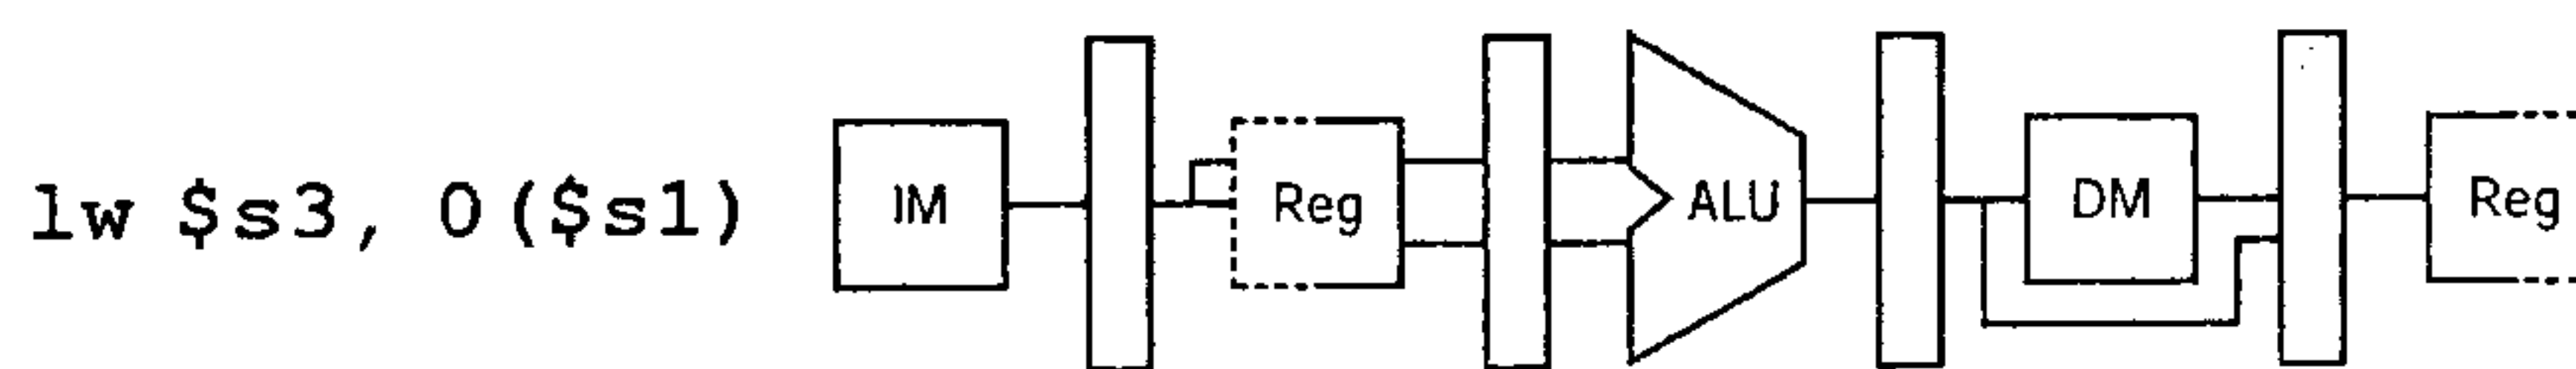 lw $s3, 0($s1) IM Reg ALU DM Reg